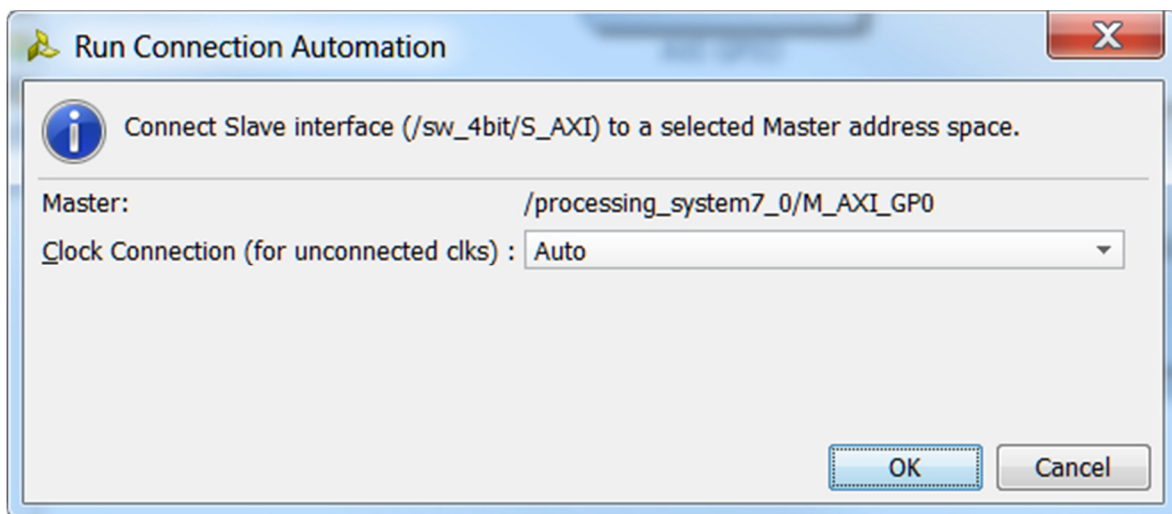 Run Connection Automation
Connect Slave interface (/sw_4bit/S_AXI) to a selected Master address space.
Master: /processing_system7_0/M_AXI_GP0
Clock Connection (for unconnected clks) : Auto
OK Cancel